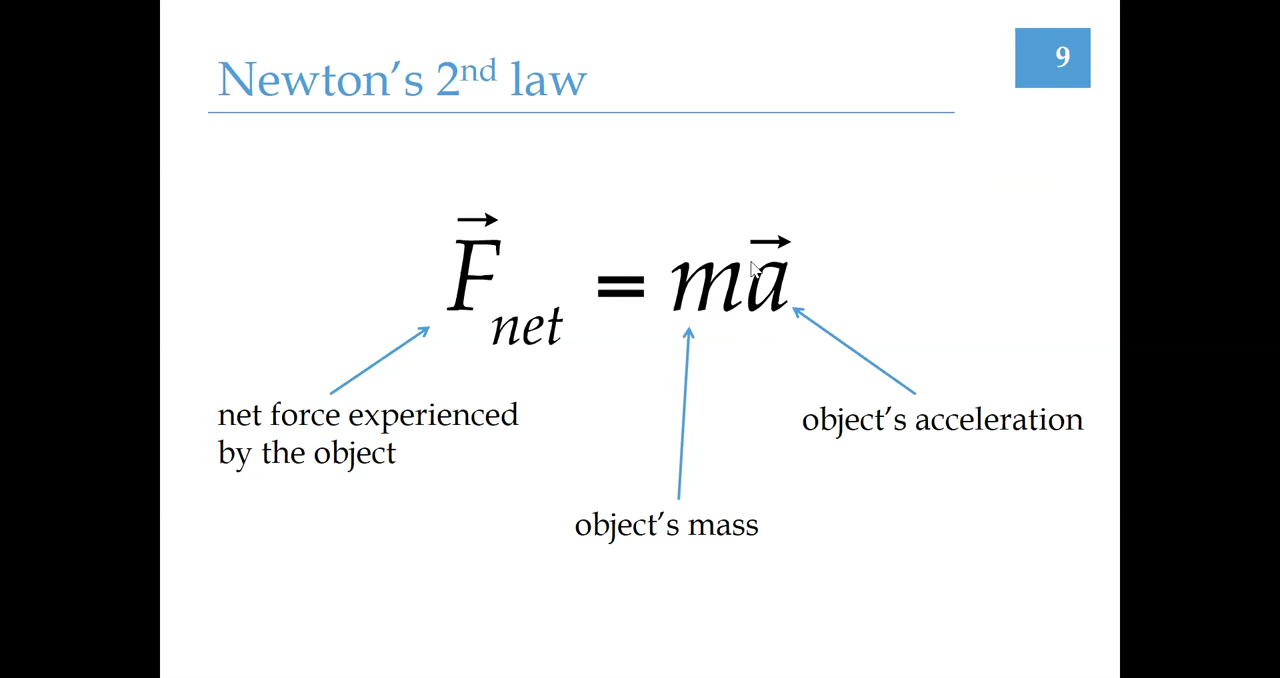 Newton’s 2nd law
9
F⃗net = ma⃗
net force experienced
by the object
object’s acceleration
object’s mass